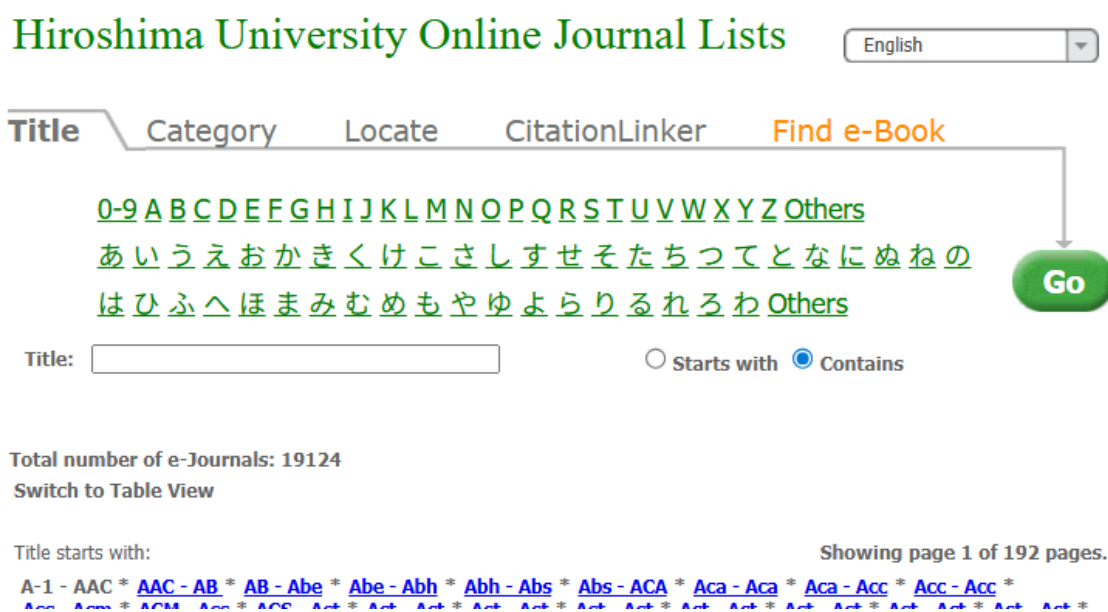 Hiroshima University Online Journal Lists
English
Title Category Locate CitationLinker Find e-Book
0-9 A B C D E F G H I J K L M N O P Q R S T U V W X Y Z Others
あ い う え お か き く け こ さ し す せ そ た ち つ て と な に ぬ ね の
は ひ ふ へ ほ ま み む め も や ゆ よ ら り る れ ろ わ Others
Go
Title: Starts with Contains
Total number of e-Journals: 19124
Switch to Table View
Title starts with: Showing page 1 of 192 pages.
A-1 - AAC * AAC - AB * AB - Abe * Abe - Abh * Abh - Abs * Abs - ACA * Aca - Aca * Aca - Acc * Acc - Acc *